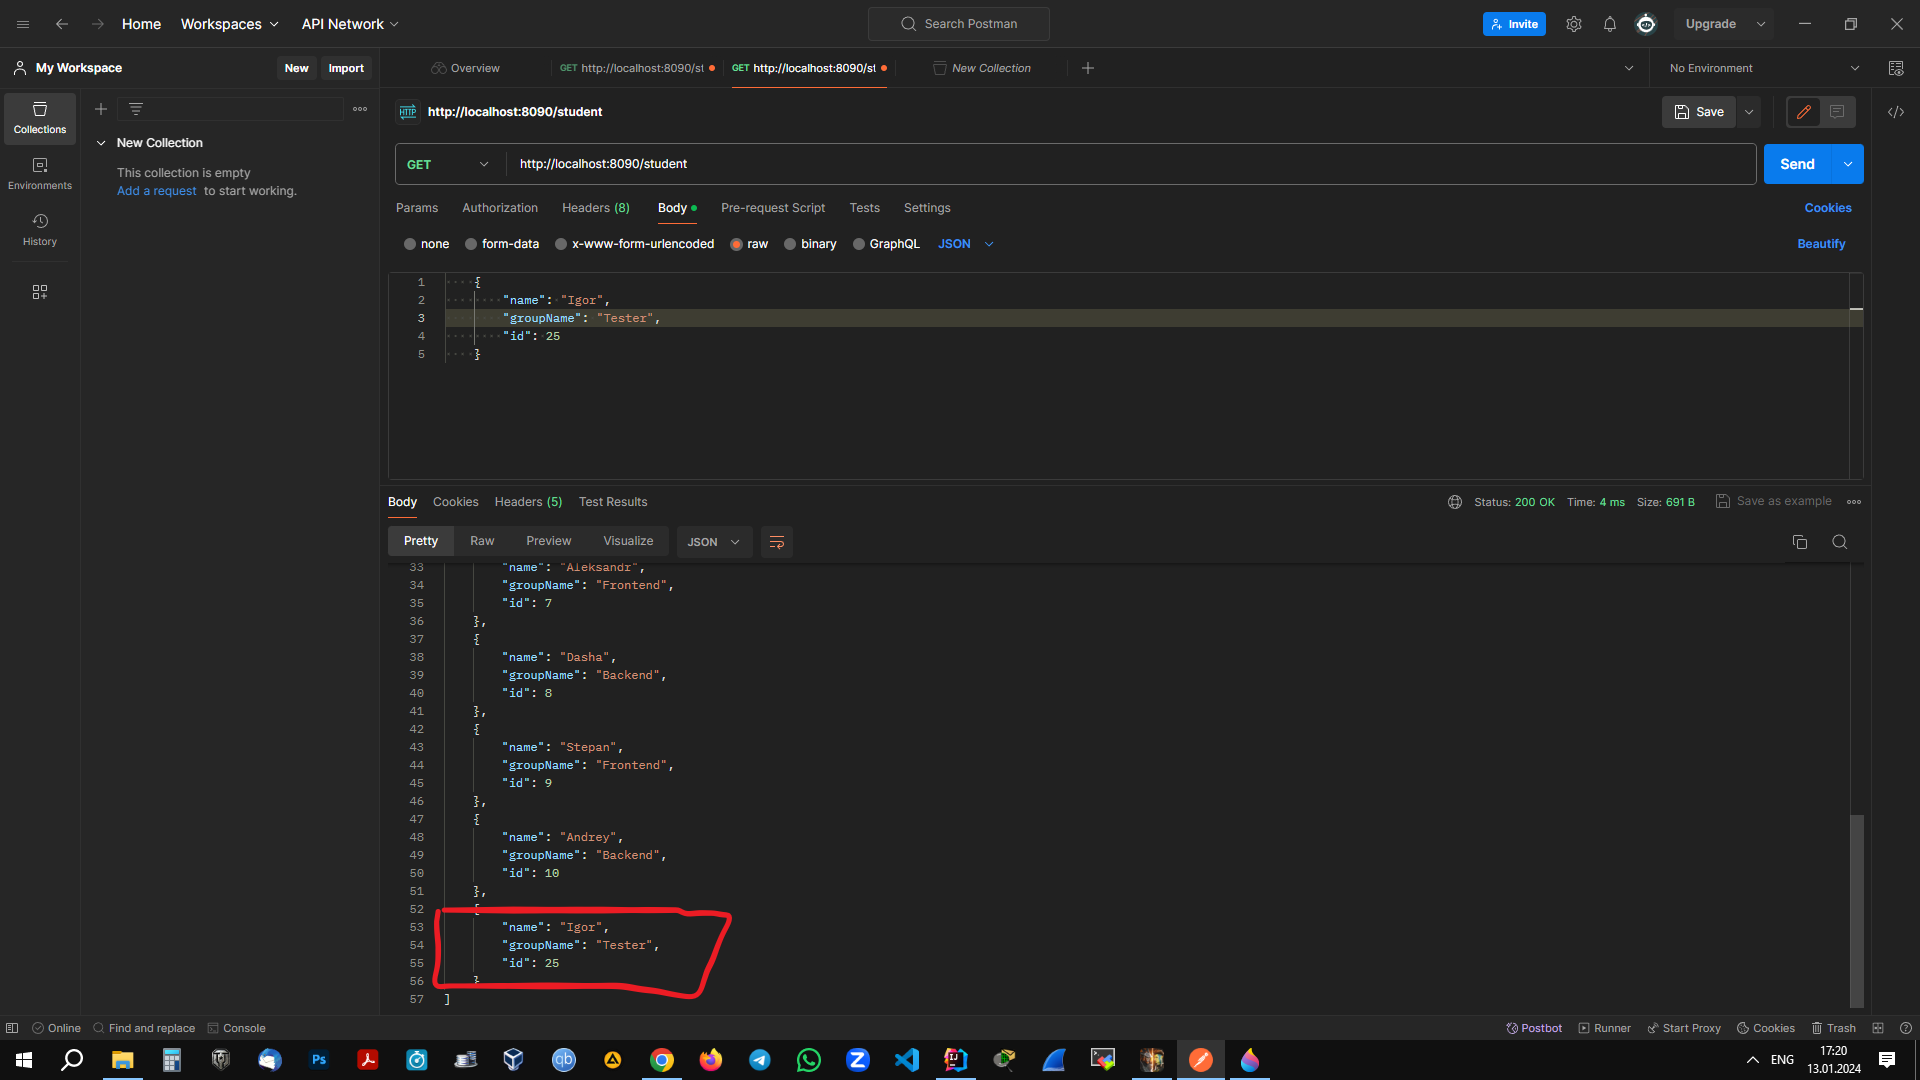 Home Workspaces API Network Search Postman Invite Upgrade
My Workspace New Import Overview GET http://localhost:8090/st GET http://localhost:8090/st New Collection No Environment
Collections
Environments
History
New Collection
This collection is empty
Add a request to start working.
HTTP http://localhost:8090/student Save
GET http://localhost:8090/student Send
Params Authorization Headers (8) Body Pre-request Script Tests Settings Cookies
none form-data x-www-form-urlencoded raw binary GraphQL JSON Beautify
1 {
2 "name": "Igor",
3 "groupName": "Tester",
4 "id": 25
5 }
Body Cookies Headers (5) Test Results Status: 200 OK Time: 4 ms Size: 691 B Save as example
Pretty Raw Preview Visualize JSON
33 "name": "Aleksandr",
34 "groupName": "Frontend",
35 "id": 7
36 },
37 {
38 "name": "Dasha",
39 "groupName": "Backend",
40 "id": 8
41 },
42 {
43 "name": "Stepan",
44 "groupName": "Frontend",
45 "id": 9
46 },
47 {
48 "name": "Andrey",
49 "groupName": "Backend",
50 "id": 10
51 },
52 {
53 "name": "Igor",
54 "groupName": "Tester",
55 "id": 25
56 }
57 ]
Online Find and replace Console Postbot Runner Start Proxy Cookies Trash
Ps qb Z IJ ENG 17:20
13.01.2024